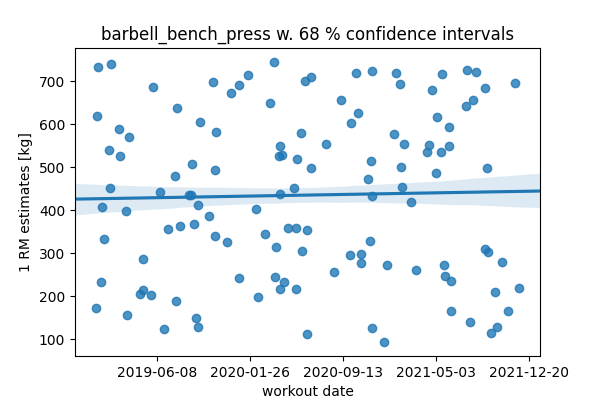 barbell_bench_press w. 68 % confidence intervals
1 RM estimates [kg]
700
600
500
400
300
200
100
2019-06-08 2020-01-26 2020-09-13 2021-05-03 2021-12-20
workout date